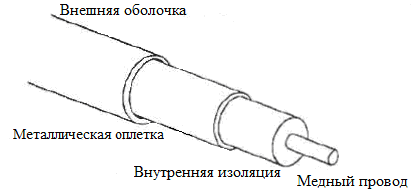 Внешняя оболочка
Металлическая оплетка
Внутренняя изоляция
Медный провод